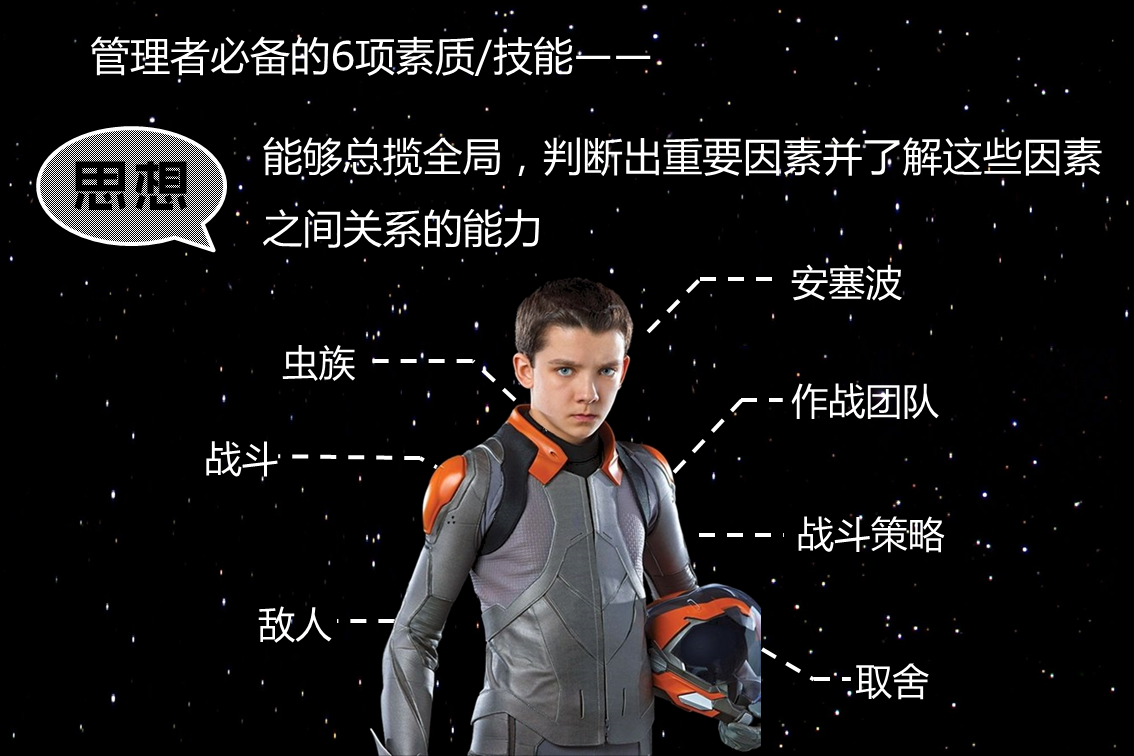 管理者必备的6项素质/技能——
思想
能够总揽全局，判断出重要因素并了解这些因素
之间关系的能力
安塞波
虫族
作战团队
战斗
战斗策略
敌人
取舍